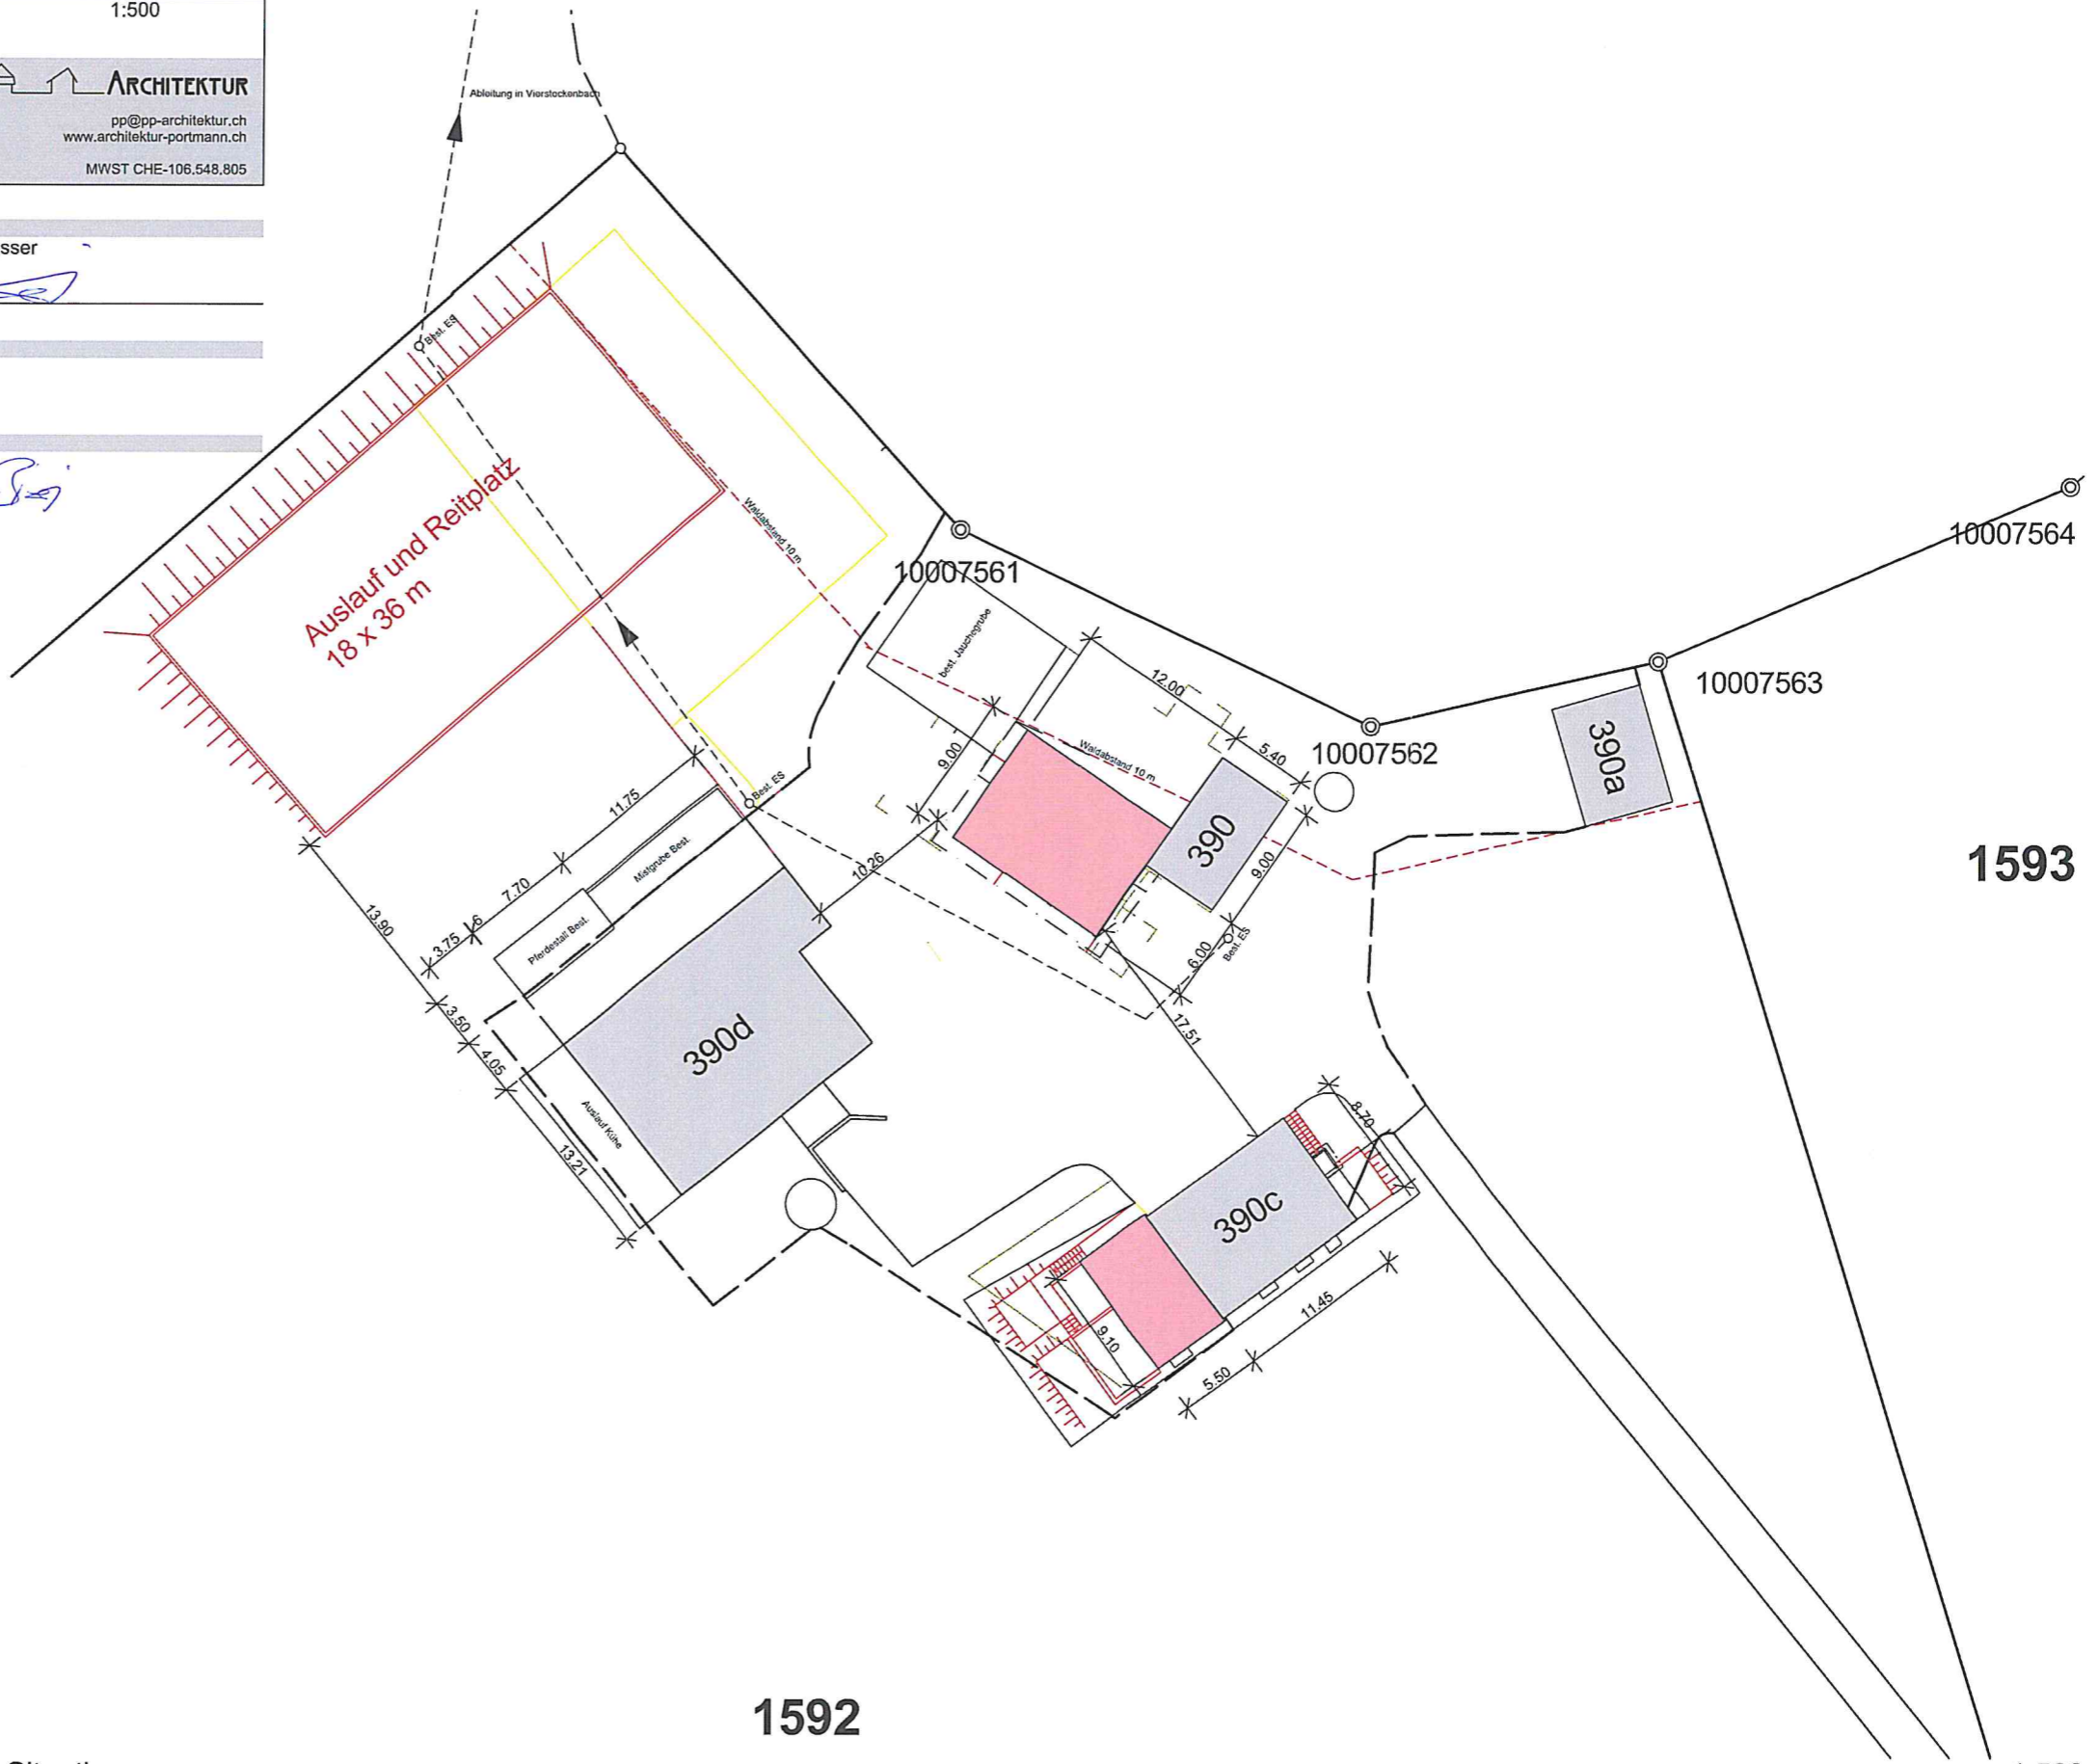 1:500
ARCHITEKTUR
pp@pp-architektur.ch
www.architektur-portmann.ch
MWST CHE-106.548.805
sser
Ableitung in Vierstockenbach
Best. ES
Auslauf und Reitplatz
18 x 36 m
Waldabstand 10 m
10007561
10007564
best. Jauchegrube
12.00
10007563
5.40
10007562
390a
9.00
Waldabstand 10 m
Best. ES
11.75
390
1593
Mistgrube Best.
10.26
9.00
7.70
13.90
Pferdestall Best.
6
3.75
6.00
Best. ES
3.50
17.51
390d
4.05
8.70
Auslauf Kühe
13.21
390c
11.45
9.10
5.50
1592